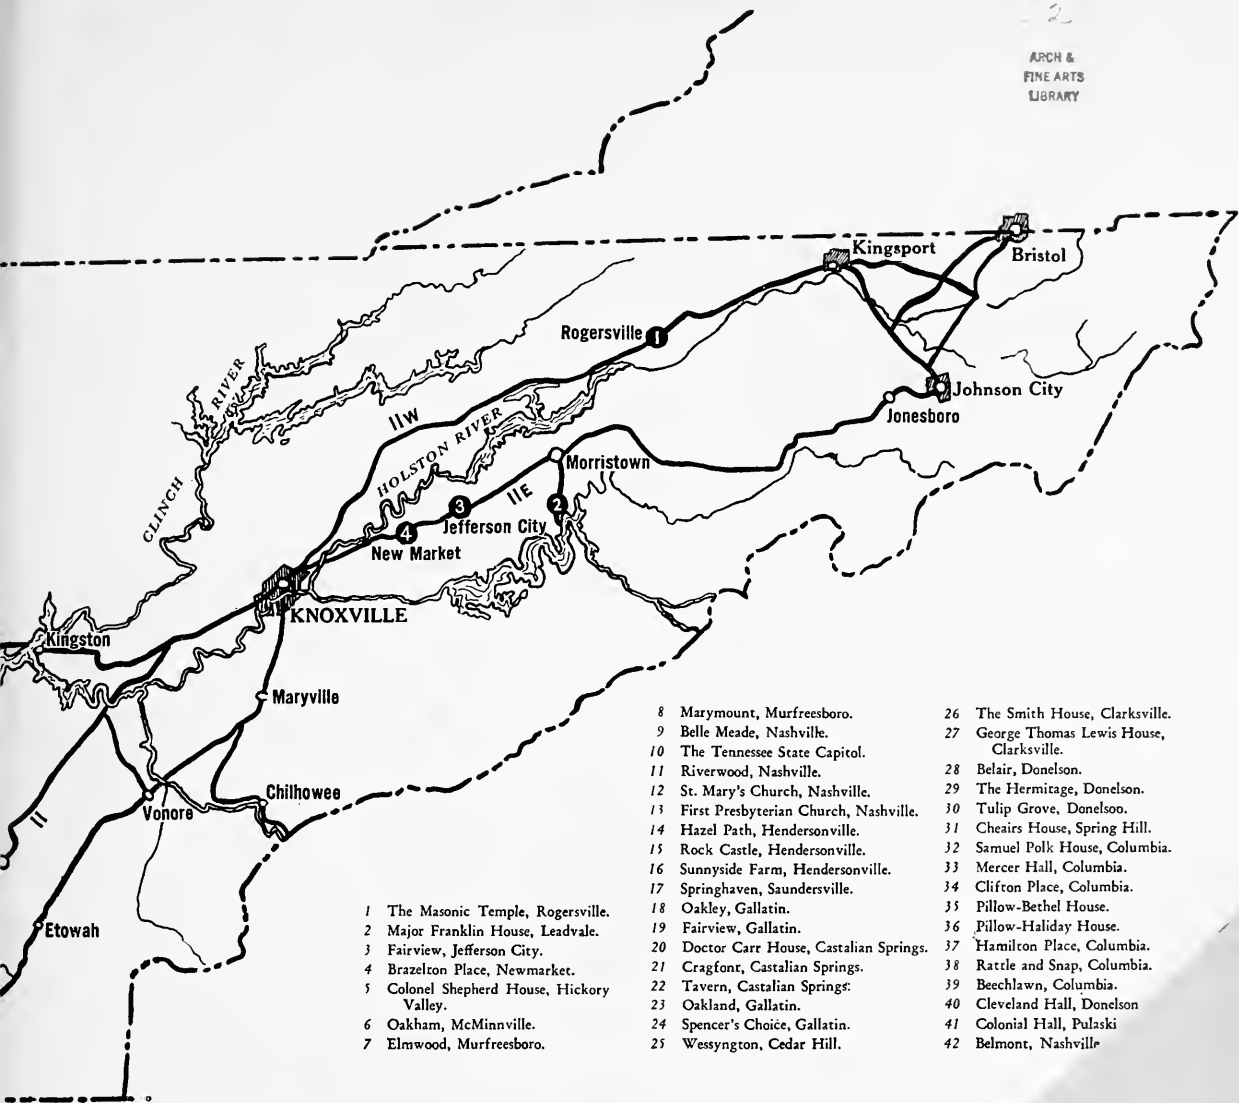 2
ARCH &
FINE ARTS
LIBRARY
Kingsport
Bristol
Rogersville
1
RIVER
Johnson City
Jonesboro
11W
HOLSTON RIVER
Morristown
CLINCH
11E
3
2
Jefferson City
4
New Market
KNOXVILLE
Kingston
Maryville
Chilhowee
Vonore
11
Etowah
1 The Masonic Temple, Rogersville.
2 Major Franklin House, Leadvale.
3 Fairview, Jefferson City.
4 Brazelton Place, Newmarket.
5 Colonel Shepherd House, Hickory
Valley.
6 Oakham, McMinnville.
7 Elmwood, Murfreesboro.
8 Marymount, Murfreesboro.
9 Belle Meade, Nashville.
10 The Tennessee State Capitol.
11 Riverwood, Nashville.
12 St. Mary's Church, Nashville.
13 First Presbyterian Church, Nashville.
14 Hazel Path, Hendersonville.
15 Rock Castle, Hendersonville.
16 Sunnyside Farm, Hendersonville.
17 Springhaven, Saundersville.
18 Oakley, Gallatin.
19 Fairview, Gallatin.
20 Doctor Carr House, Castalian Springs.
21 Cragfont, Castalian Springs.
22 Tavern, Castalian Springs.
23 Oakland, Gallatin.
24 Spencer's Choice, Gallatin.
25 Wessyngton, Cedar Hill.
26 The Smith House, Clarksville.
27 George Thomas Lewis House,
Clarksville.
28 Belair, Donelson.
29 The Hermitage, Donelson.
30 Tulip Grove, Donelson.
31 Cheairs House, Spring Hill.
32 Samuel Polk House, Columbia.
33 Mercer Hall, Columbia.
34 Clifton Place, Columbia.
35 Pillow-Bethel House.
36 Pillow-Haliday House.
37 Hamilton Place, Columbia.
38 Rattle and Snap, Columbia.
39 Beechlawn, Columbia.
40 Cleveland Hall, Donelson
41 Colonial Hall, Pulaski
42 Belmont, Nashville